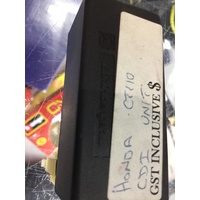 HONDA CT110
CDI UNIT
GST INCLUSIVE $